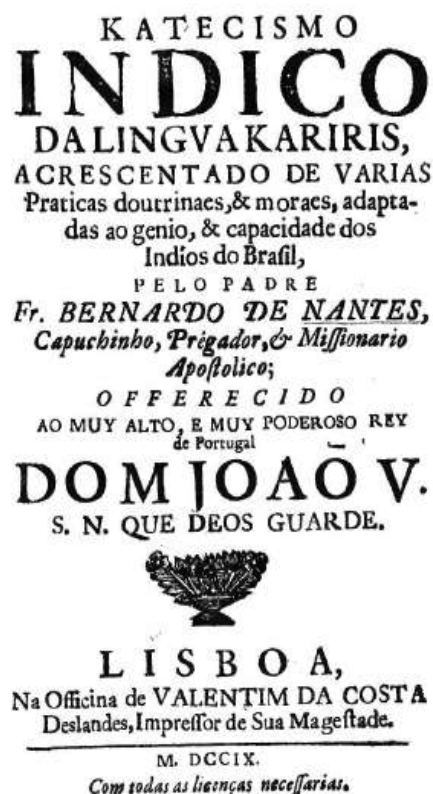 KATECISMO
INDICO
DA LINGVA KARIRIS,
ACRESCENTADO DE VARIAS
Praticas doutrinaes, & moraes, adapta-
das ao genio, & capacidade dos
Indios do Braſil,
PELO PADRE
Fr. BERNARDO DE NANTES,
Capuchinho, Prégador, & Miſſionario
Apoſtolico;
OFFERECIDO
AO MUY ALTO, E MUY PODEROSO REY
de Portugal
DOM JOAÕ V.
S. N. QUE DEOS GUARDE.
LISBOA,
Na Officina de VALENTIM DA COSTA
Deslandes, Impreſſor de Sua Mageſtade.
M. DCCIX.
Com todas as licenças neceſſarias.